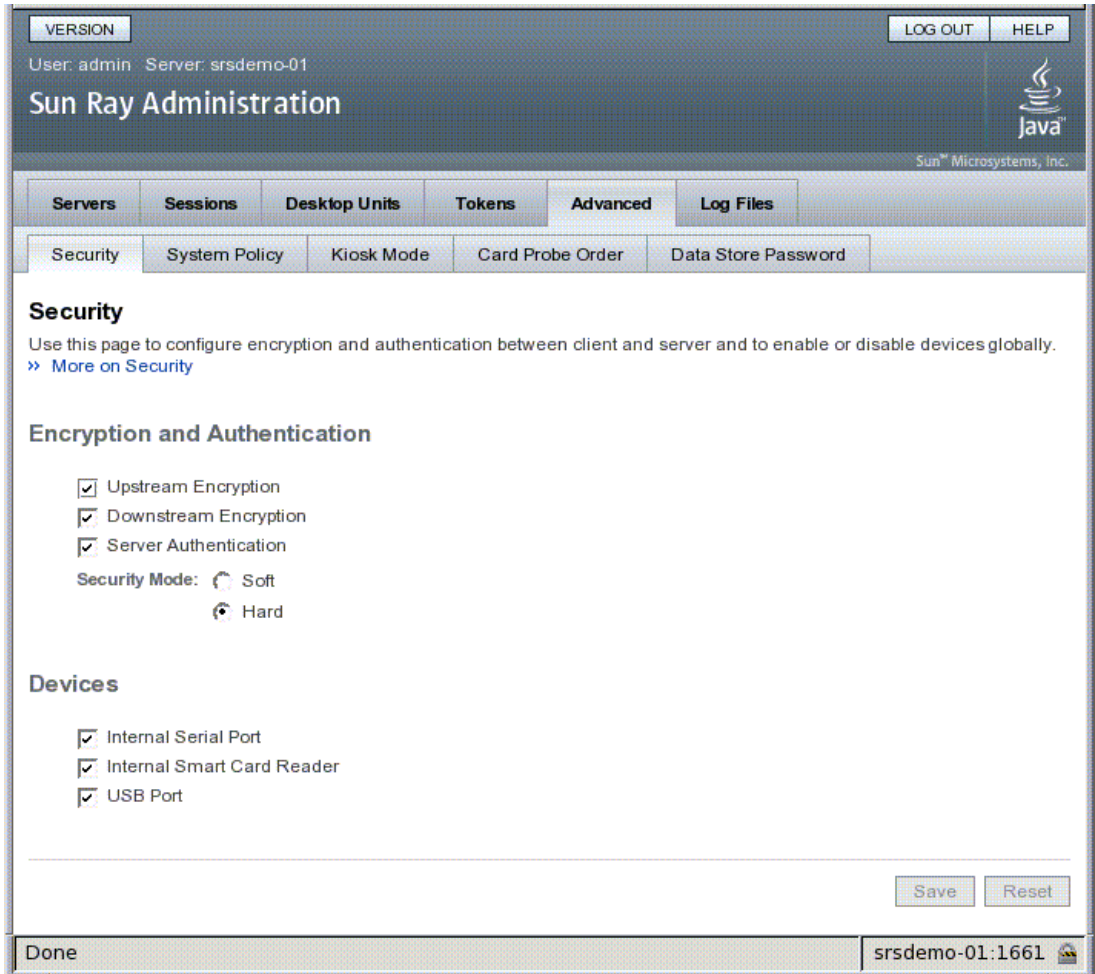 VERSION LOG OUT HELP
User: admin Server: srsdemo-01
Sun Ray Administration
Java™
Sun™ Microsystems, Inc.
Servers Sessions Desktop Units Tokens Advanced Log Files
Security System Policy Kiosk Mode Card Probe Order Data Store Password
Security
Use this page to configure encryption and authentication between client and server and to enable or disable devices globally.
» More on Security
Encryption and Authentication
Upstream Encryption
Downstream Encryption
Server Authentication
Security Mode: Soft
Hard
Devices
Internal Serial Port
Internal Smart Card Reader
USB Port
Save Reset
Done srsdemo-01:1661